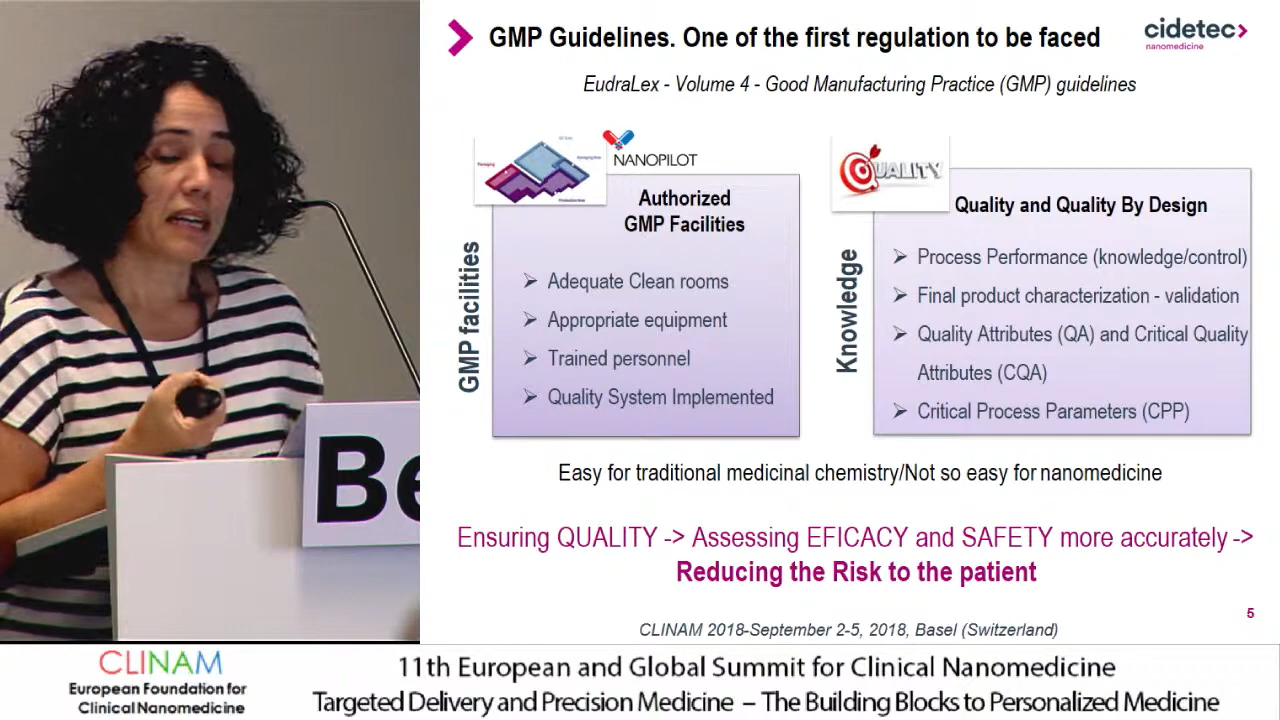 GMP Guidelines. One of the first regulation to be faced
cidetec
nanomedicine
EudraLex - Volume 4 - Good Manufacturing Practice (GMP) guidelines
NANOPILOT
Authorized
GMP Facilities
GMP facilities
Adequate Clean rooms
Appropriate equipment
Trained personnel
Quality System Implemented
QUALITY
Quality and Quality By Design
Knowledge
Process Performance (knowledge/control)
Final product characterization - validation
Quality Attributes (QA) and Critical Quality
Attributes (CQA)
Critical Process Parameters (CPP)
Easy for traditional medicinal chemistry/Not so easy for nanomedicine
Ensuring QUALITY -> Assessing EFICACY and SAFETY more accurately ->
Reducing the Risk to the patient
5
CLINAM 2018-September 2-5, 2018, Basel (Switzerland)
Be
CLINAM
European Foundation for
Clinical Nanomedicine
11th European and Global Summit for Clinical Nanomedicine
Targeted Delivery and Precision Medicine – The Building Blocks to Personalized Medicine